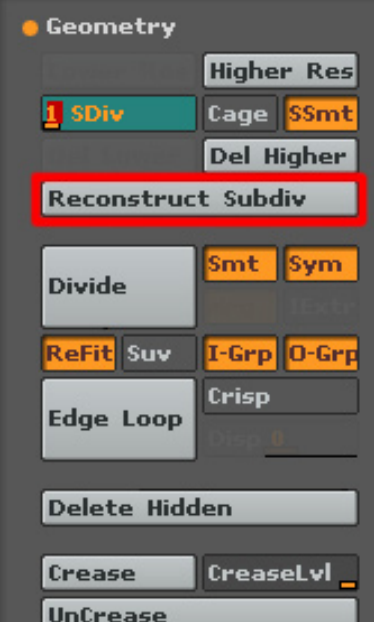 Geometry
Higher Res
1 SDiv Cage SSmt
Del Higher
Reconstruct Subdiv
Divide Smt Sym
ReFit Suv I-Grp O-Grp
Edge Loop Crisp
Disp 0
Delete Hidden
Crease CreaseLvl
UnCrease